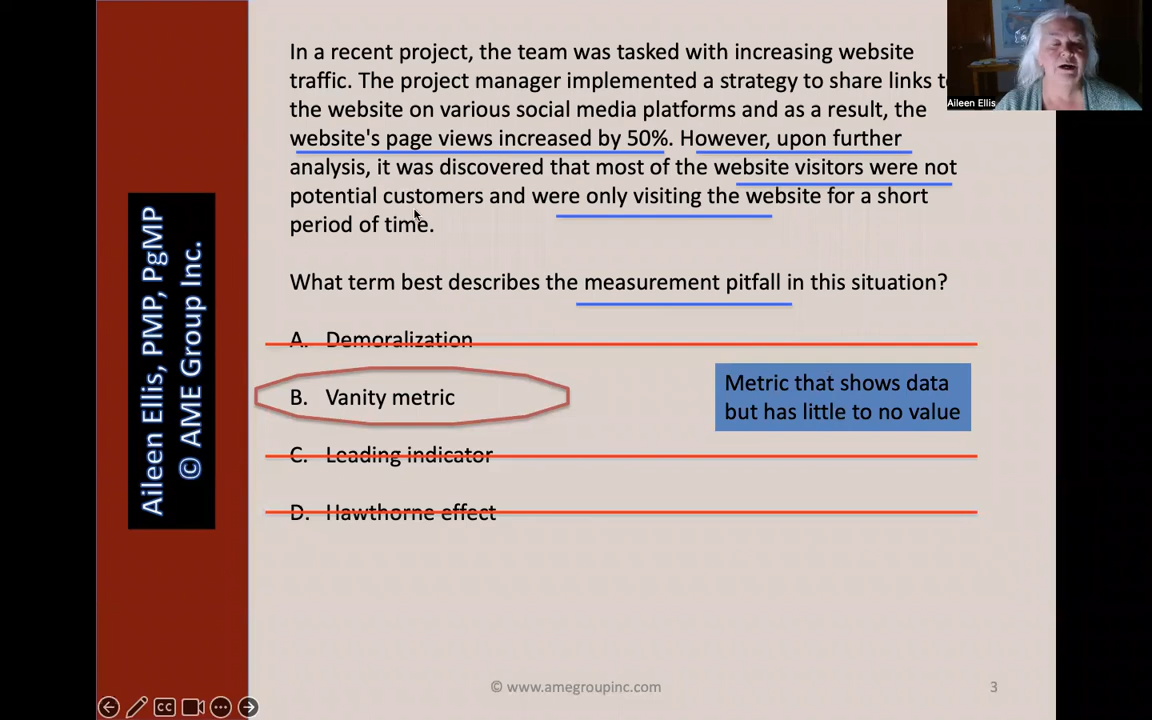 In a recent project, the team was tasked with increasing website
traffic. The project manager implemented a strategy to share links
the website on various social media platforms and as a result, the
website's page views increased by 50%. However, upon further
analysis, it was discovered that most of the website visitors were not
potential customers and were only visiting the website for a short
period of time.
What term best describes the measurement pitfall in this situation?
A. Demoralization
B. Vanity metric
C. Leading indicator
D. Hawthorne effect
Metric that shows data
but has little to no value
Aileen Ellis, PMP, PgMP
© AME Group Inc.
Aileen Ellis
© www.amegroupinc.com
3
CC